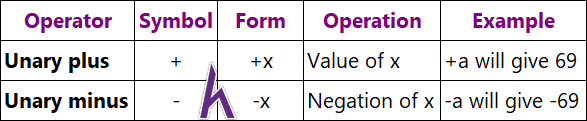 Operator Symbol Form Operation Example
Unary plus + +x Value of x +a will give 69
Unary minus - -x Negation of x -a will give -69